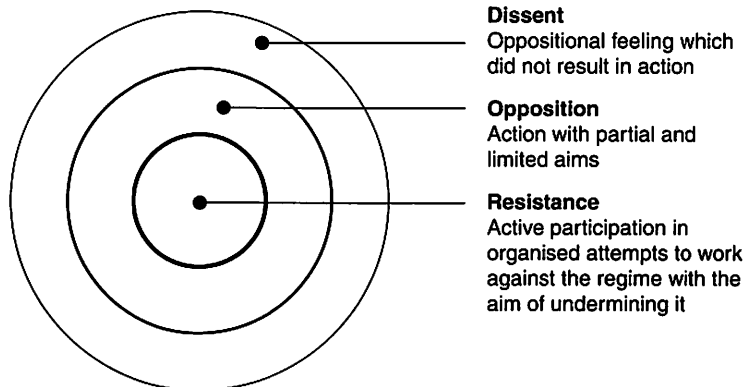 Dissent
Oppositional feeling which
did not result in action
Opposition
Action with partial and
limited aims
Resistance
Active participation in
organised attempts to work
against the regime with the
aim of undermining it